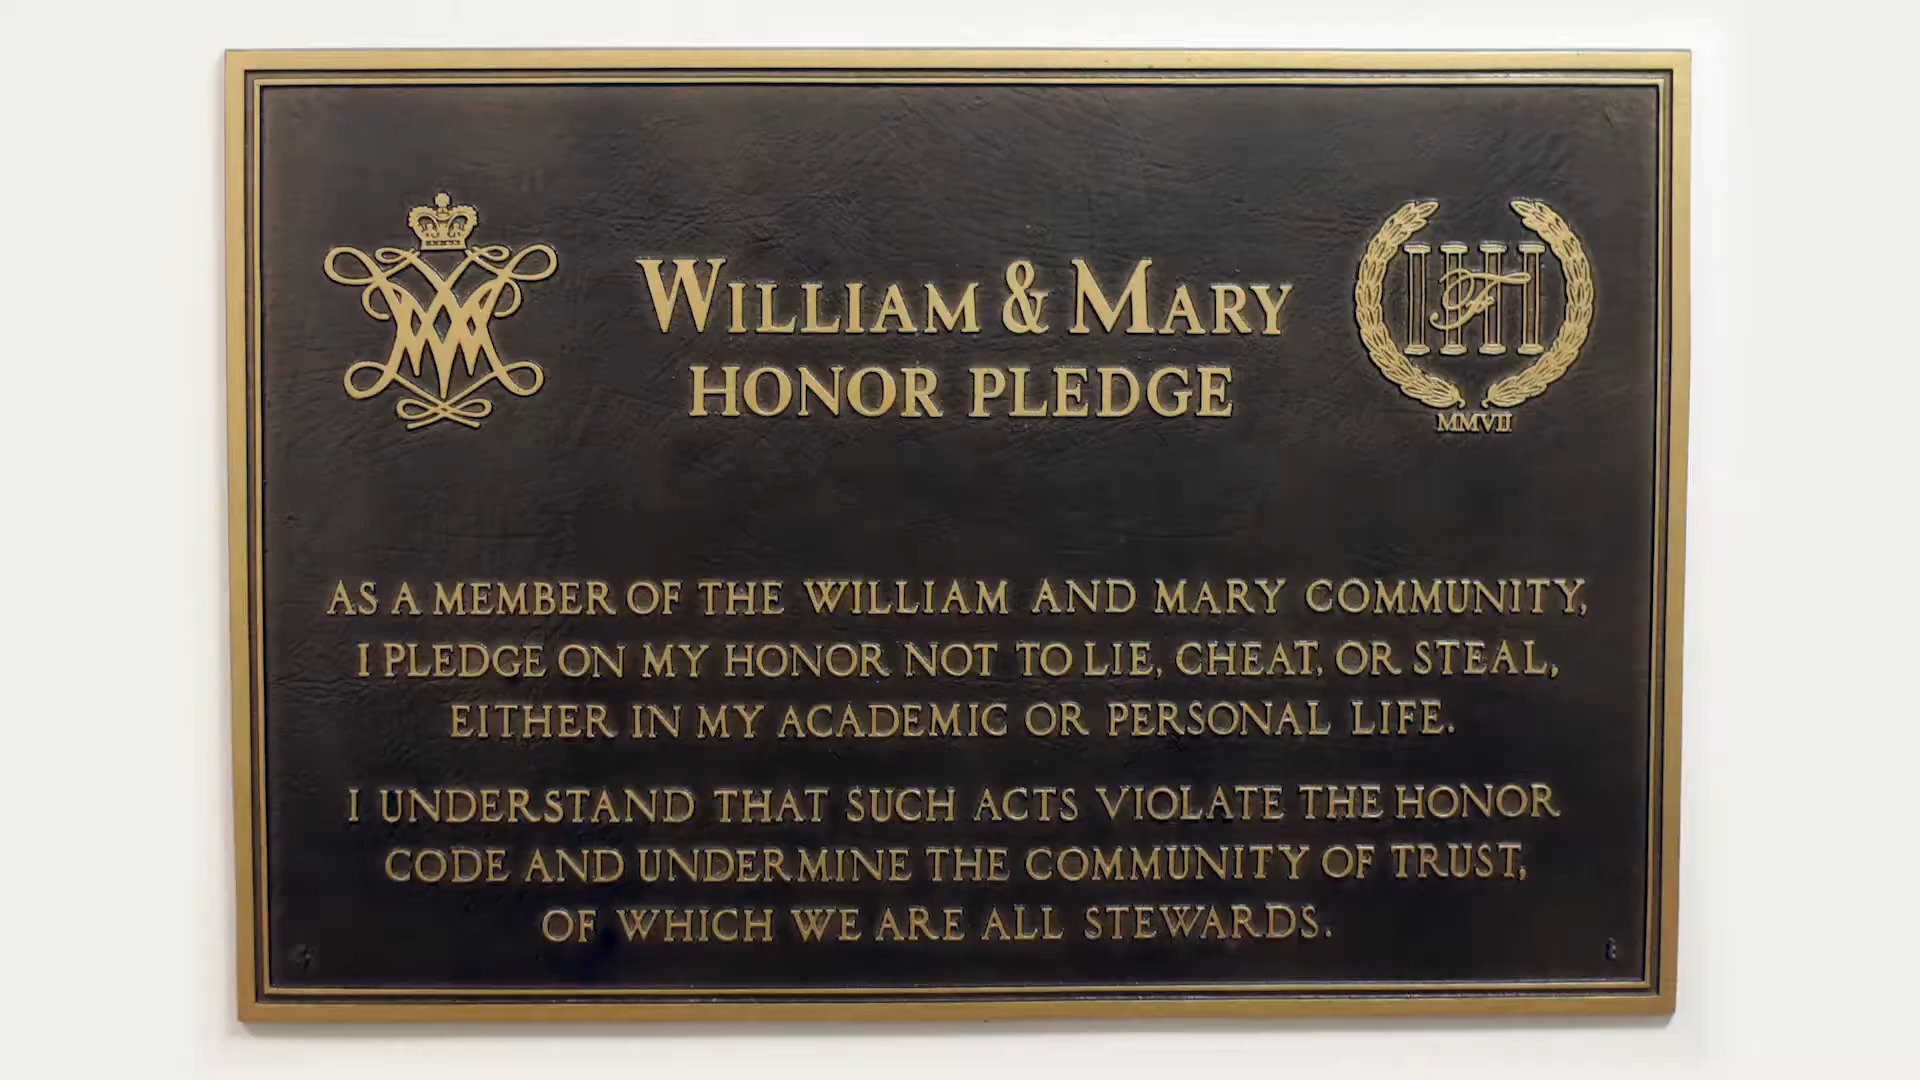 WILLIAM & MARY
HONOR PLEDGE
F
MMVII
AS A MEMBER OF THE WILLIAM AND MARY COMMUNITY,
I PLEDGE ON MY HONOR NOT TO LIE, CHEAT, OR STEAL,
EITHER IN MY ACADEMIC OR PERSONAL LIFE.
I UNDERSTAND THAT SUCH ACTS VIOLATE THE HONOR
CODE AND UNDERMINE THE COMMUNITY OF TRUST,
OF WHICH WE ARE ALL STEWARDS.